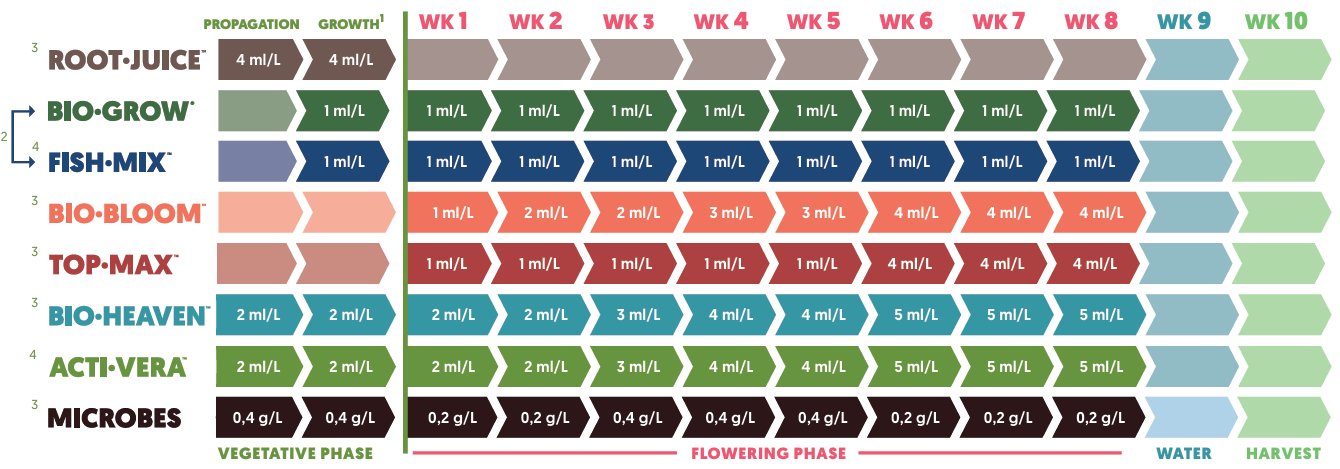 PROPAGATION GROWTH¹ WK 1 WK 2 WK 3 WK 4 WK 5 WK 6 WK 7 WK 8 WK 9 WK 10
3 ROOT•JUICE™ 4 ml/L 4 ml/L
BIO•GROW® 1 ml/L 1 ml/L 1 ml/L 1 ml/L 1 ml/L 1 ml/L 1 ml/L 1 ml/L 1 ml/L
2
4 FISH•MIX™ 1 ml/L 1 ml/L 1 ml/L 1 ml/L 1 ml/L 1 ml/L 1 ml/L 1 ml/L 1 ml/L
3 BIO•BLOOM™ 1 ml/L 2 ml/L 2 ml/L 3 ml/L 3 ml/L 4 ml/L 4 ml/L 4 ml/L
3 TOP•MAX™ 1 ml/L 1 ml/L 1 ml/L 1 ml/L 1 ml/L 4 ml/L 4 ml/L 4 ml/L
3 BIO•HEAVEN™ 2 ml/L 2 ml/L 2 ml/L 2 ml/L 3 ml/L 4 ml/L 4 ml/L 5 ml/L 5 ml/L 5 ml/L
4 ACTI•VERA™ 2 ml/L 2 ml/L 2 ml/L 2 ml/L 3 ml/L 4 ml/L 4 ml/L 5 ml/L 5 ml/L 5 ml/L
3 MICROBES 0,4 g/L 0,4 g/L 0,2 g/L 0,2 g/L 0,4 g/L 0,4 g/L 0,4 g/L 0,2 g/L 0,2 g/L 0,2 g/L
VEGETATIVE PHASE FLOWERING PHASE WATER HARVEST